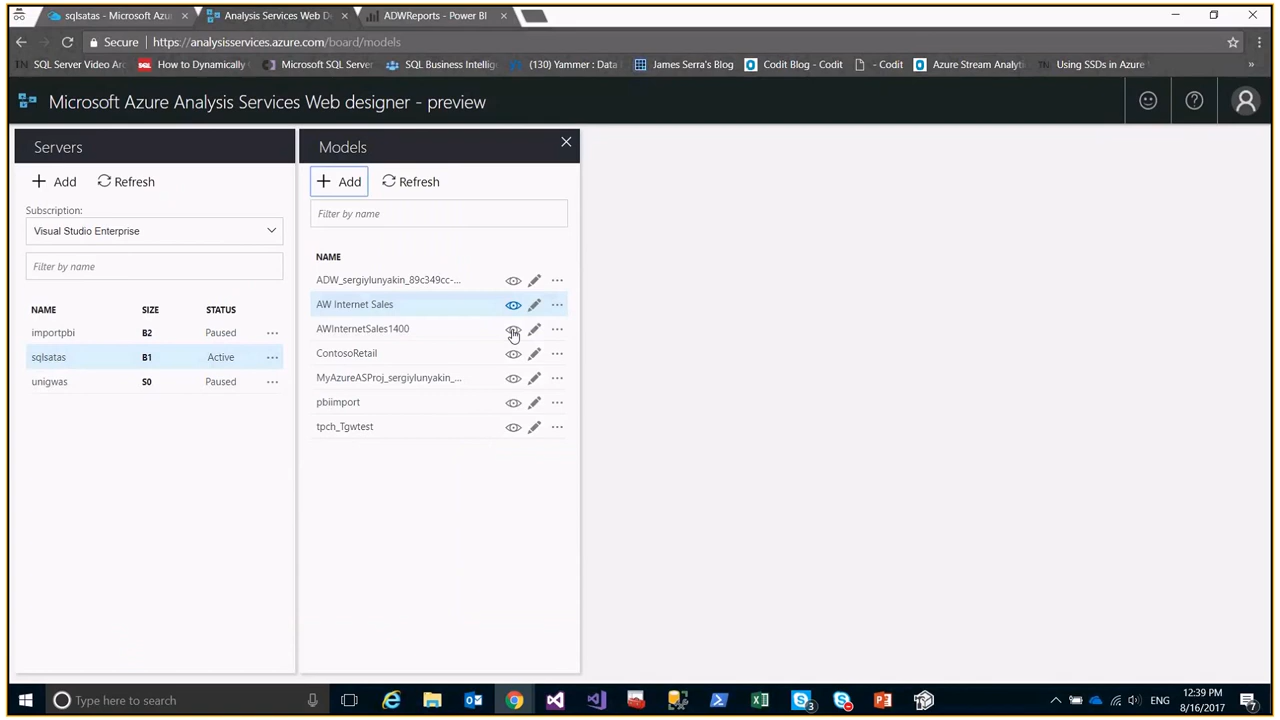 sqlsatas - Microsoft Azu
Analysis Services Web De
ADWReports - Power BI
Secure
https://analysisservices.azure.com/board/models
SQL Server Video Arc
SQL
How to Dynamically
Microsoft SQL Server
SQL Business Intellig
(130) Yammer : Data
James Serra's Blog
Codit Blog - Codit
- Codit
Azure Stream Analyti
Using SSDs in Azure
»
Microsoft Azure Analysis Services Web designer - preview
Servers
Models
+ Add
Refresh
+ Add
Refresh
Subscription:
Visual Studio Enterprise
Filter by name
Filter by name
NAME SIZE STATUS
importpbi B2 Paused ...
sqlsatas B1 Active ...
unigwas S0 Paused ...
NAME
ADW_sergiylunyakin_89c349cc-...
AW Internet Sales
AWInternetSales1400
ContosoRetail
MyAzureASProj_sergiylunyakin_...
pbiimport
tpch_Tgwtest
Type here to search
ENG
12:39 PM
8/16/2017